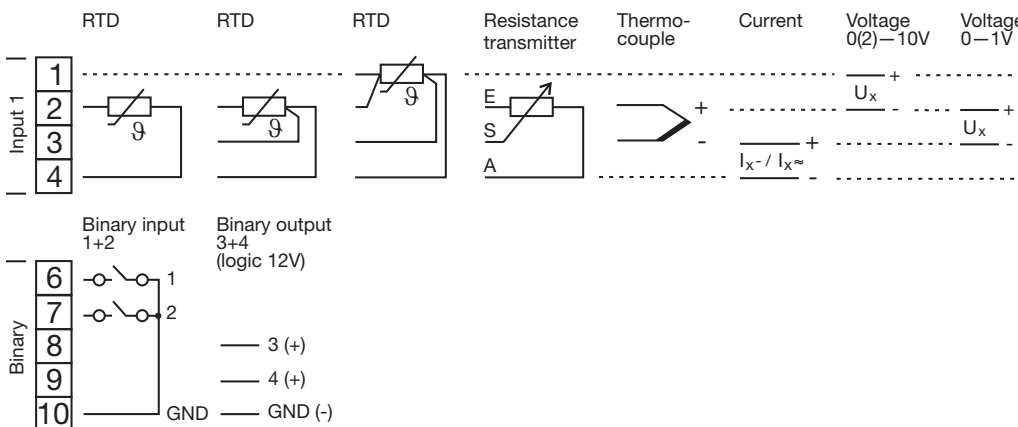 RTD RTD RTD Resistance transmitter Thermo-couple Current Voltage 0(2)—10V Voltage 0—1V
Input 1
1 +
2 ϑ ϑ ϑ E + Ux - +
3 S - + Ux -
4 A Ix- / Ix≈ -
Binary input 1+2
Binary output 3+4 (logic 12V)
Binary
6 1
7 2
8 3 (+)
9 4 (+)
10 GND GND (-)